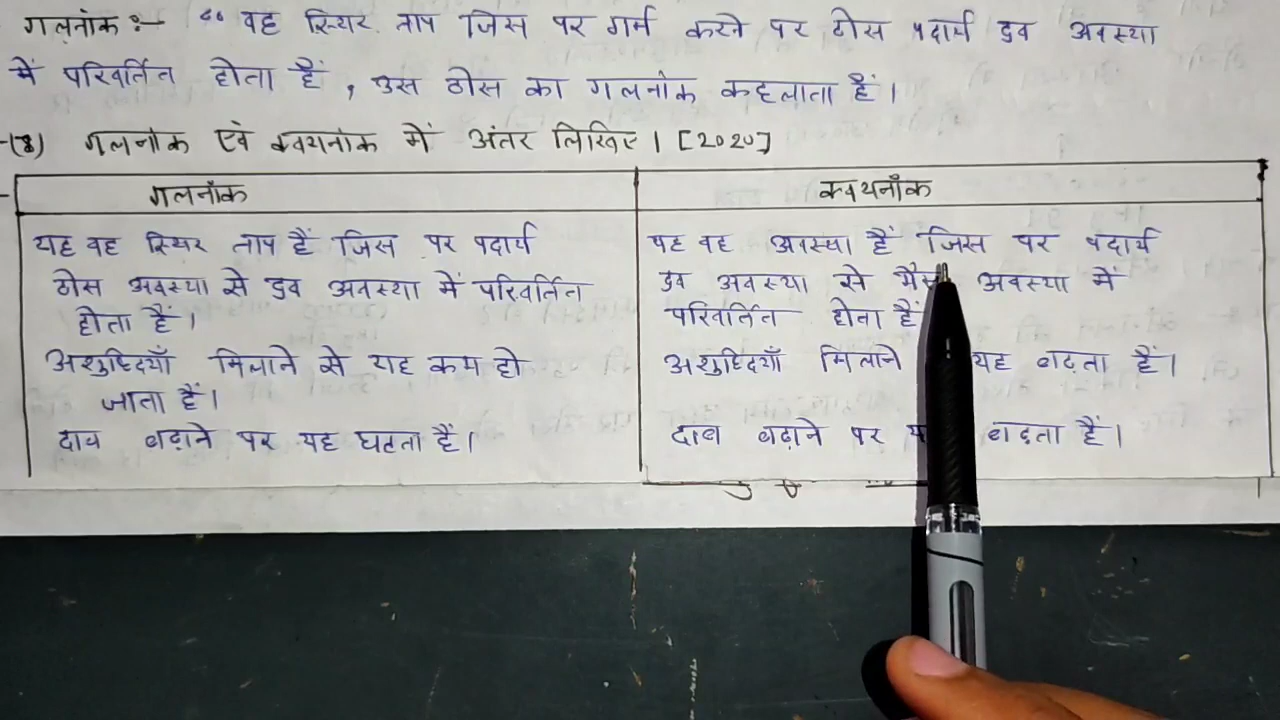 गलनांक :- “ वह स्थिर ताप जिस पर गर्म करने पर ठोस पदार्थ द्रव अवस्था
में परिवर्तित होता हैं , उस ठोस का गलनांक कहलाता हैं।
(8) गलनांक एवं क्वथनांक में अंतर लिखिए। [2020]
गलनांक
यह वह स्थिर ताप हैं जिस पर पदार्थ
ठोस अवस्था से द्रव अवस्था में परिवर्तित
होता हैं।
अशुध्दियाँ मिलाने से यह कम हो
जाता हैं।
दाब बढ़ाने पर यह घटता हैं।
क्वथनाँक
यह वह अवस्था हैं जिस पर पदार्थ
द्रव अवस्था से अवस्था में
परिवर्तित होता हैं
अशुध्दियाँ मिलाने यह बढ़ता हैं।
दाब बढ़ाने पर बढ़ता हैं।